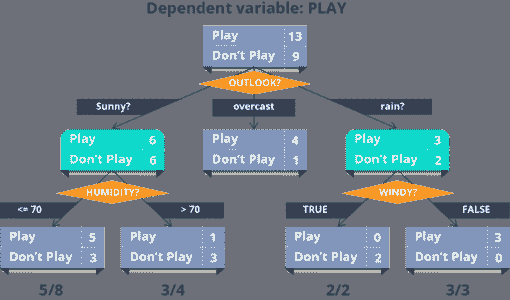 Dependent variable: PLAY
Play 13
Don't Play 9
OUTLOOK?
Sunny? overcast rain?
Play 6 Play 4 Play 3
Don't Play 6 Don't Play 1 Don't Play 2
HUMIDITY? WINDY?
<= 70 > 70 TRUE FALSE
Play 5 Play 1 Play 0 Play 3
Don't Play 3 Don't Play 3 Don't Play 2 Don't Play 0
5/8 3/4 2/2 3/3